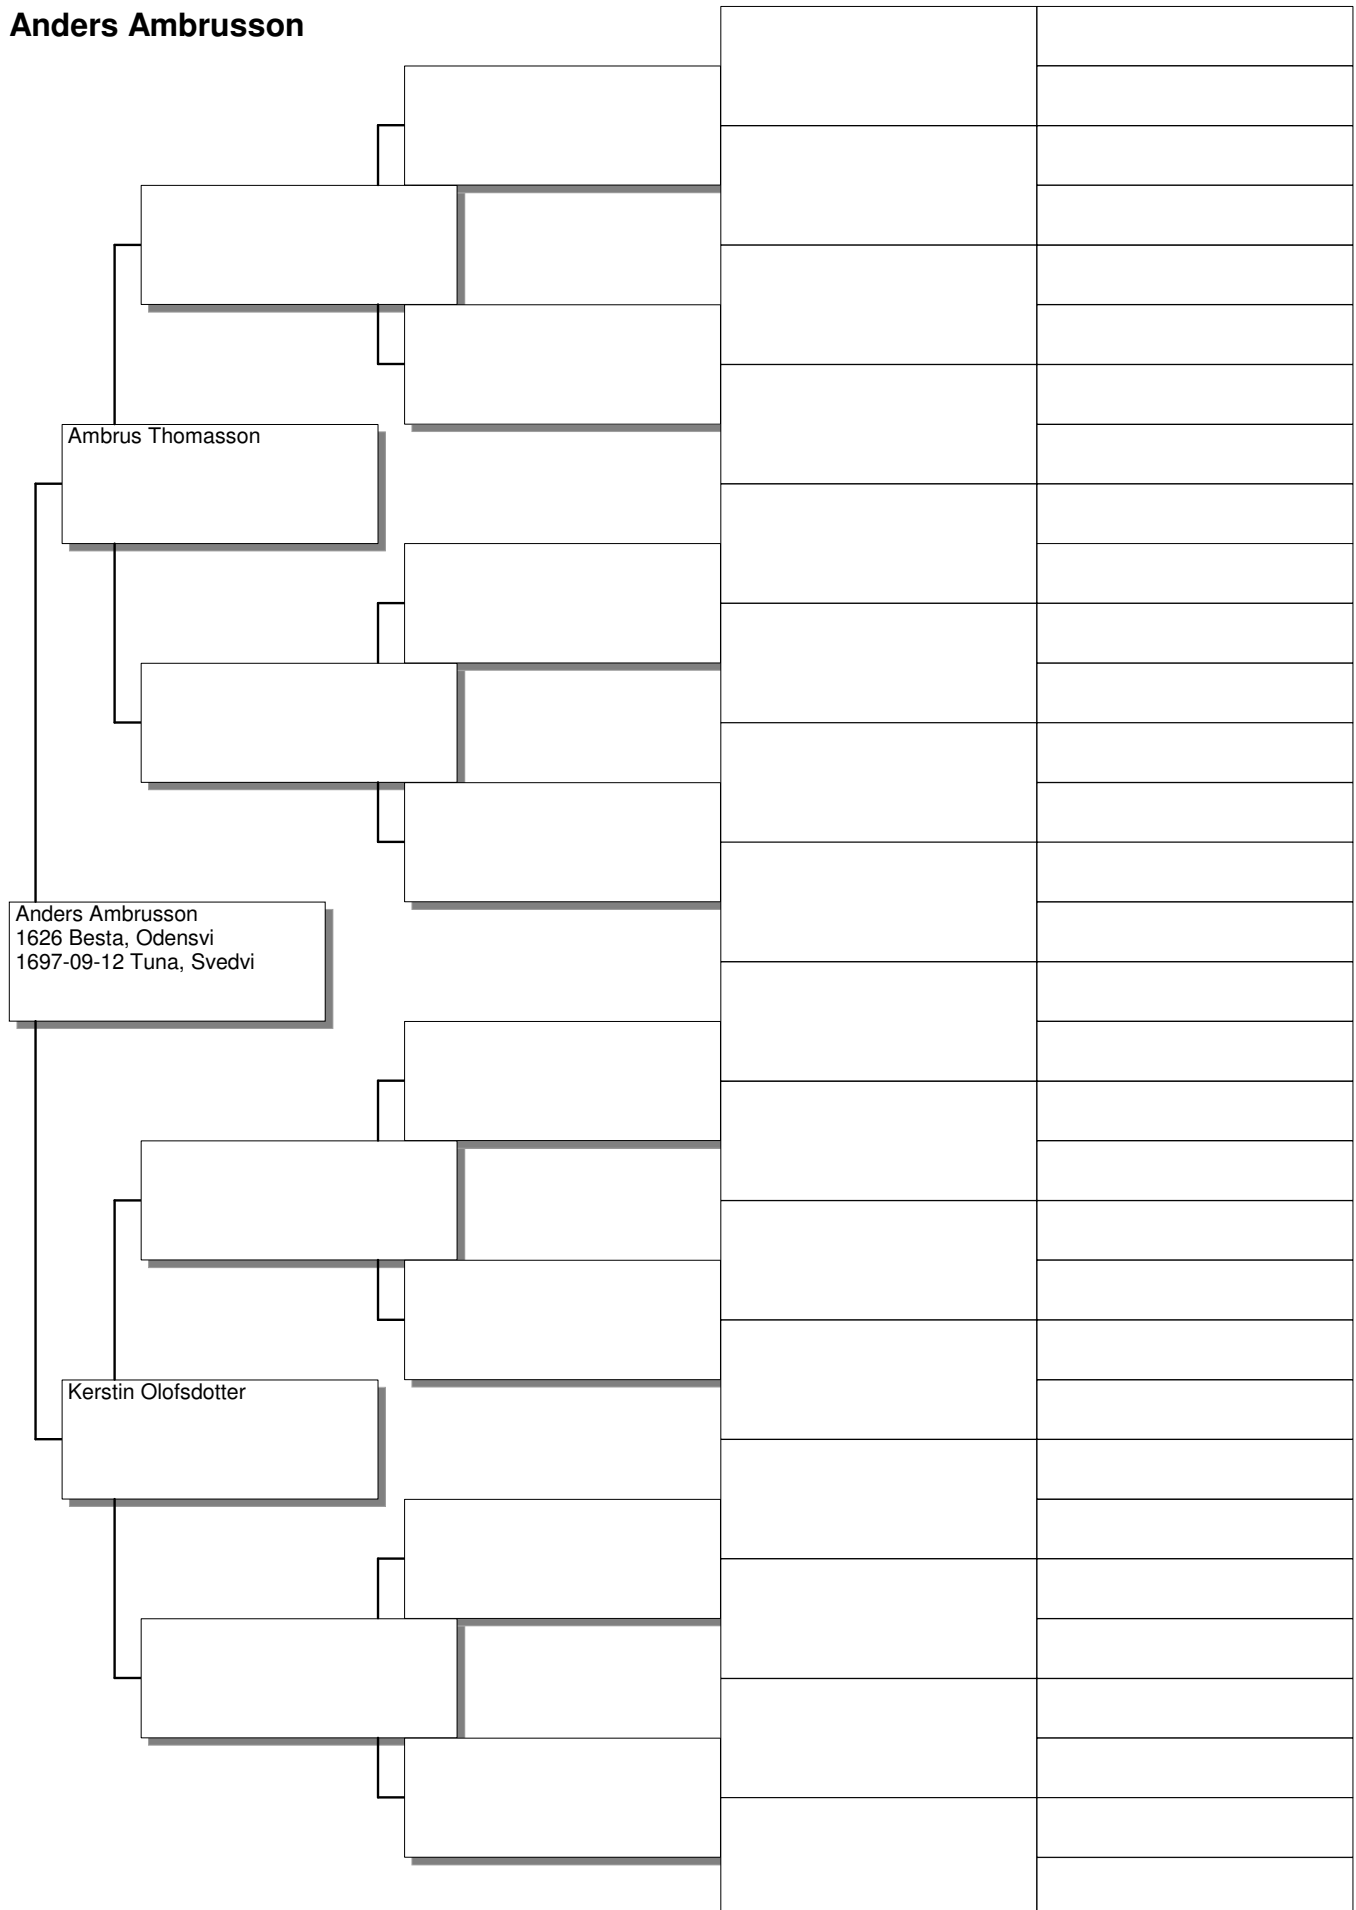 Anders Ambrusson
Ambrus Thomasson
Anders Ambrusson
1626 Besta, Odensvi
1697-09-12 Tuna, Svedvi
Kerstin Olofsdotter